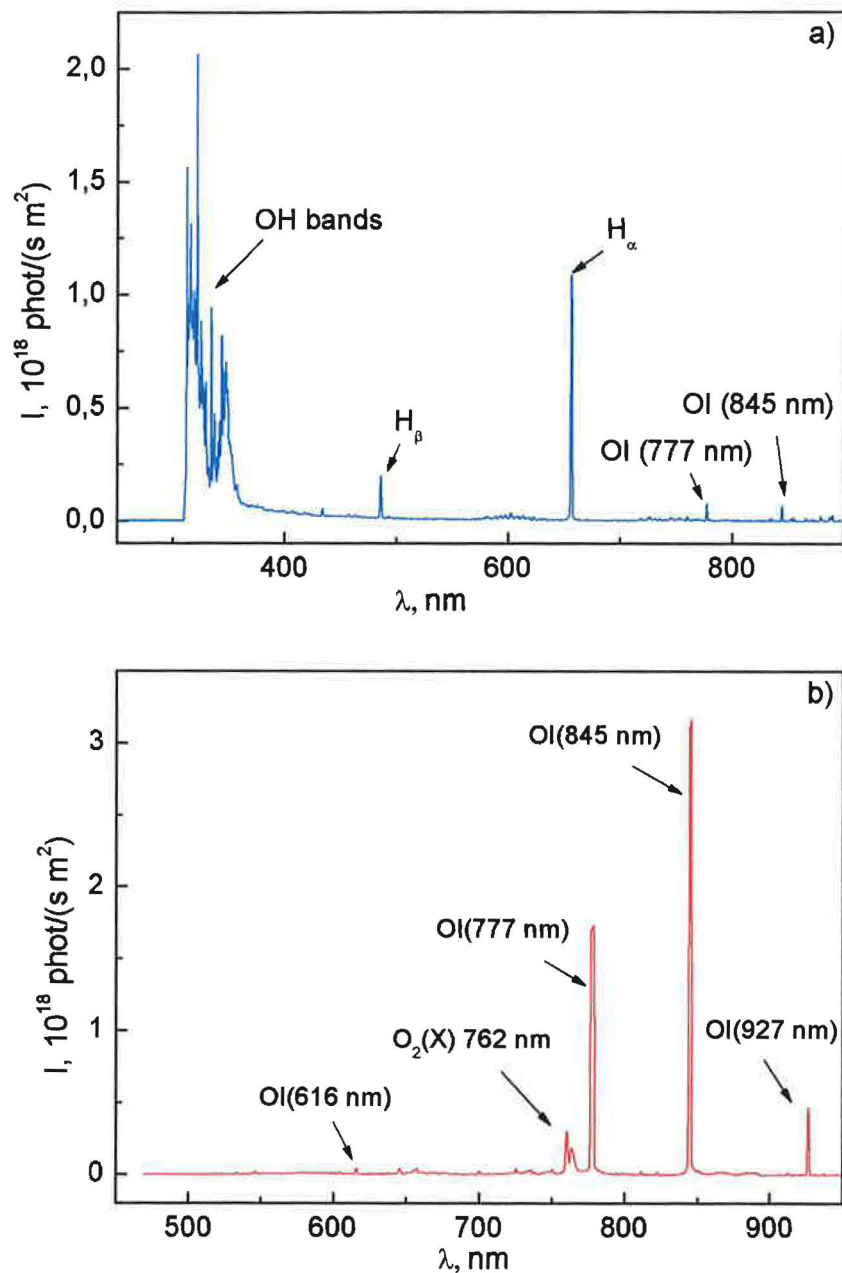 a)
2,0
1,5
1,0
0,5
0,0
I, 10¹⁸ phot/(s m²)
OH bands
H_β
H_α
OI (777 nm)
OI (845 nm)
400
600
800
λ, nm
b)
3
2
1
0
I, 10¹⁸ phot/(s m²)
OI(845 nm)
OI(777 nm)
O₂(X) 762 nm
OI(927 nm)
OI(616 nm)
500
600
700
800
900
λ, nm